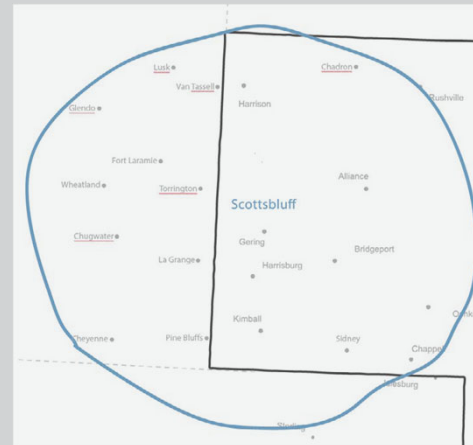 Lusk
Chadron
Van Tassell
Harrison
Rushville
Glendo
Fort Laramie
Wheatland
Torrington
Alliance
Scottsbluff
Chugwater
Gering
Bridgeport
La Grange
Harrisburg
Kimball
Cheyenne
Pine Bluffs
Sidney
Chappell